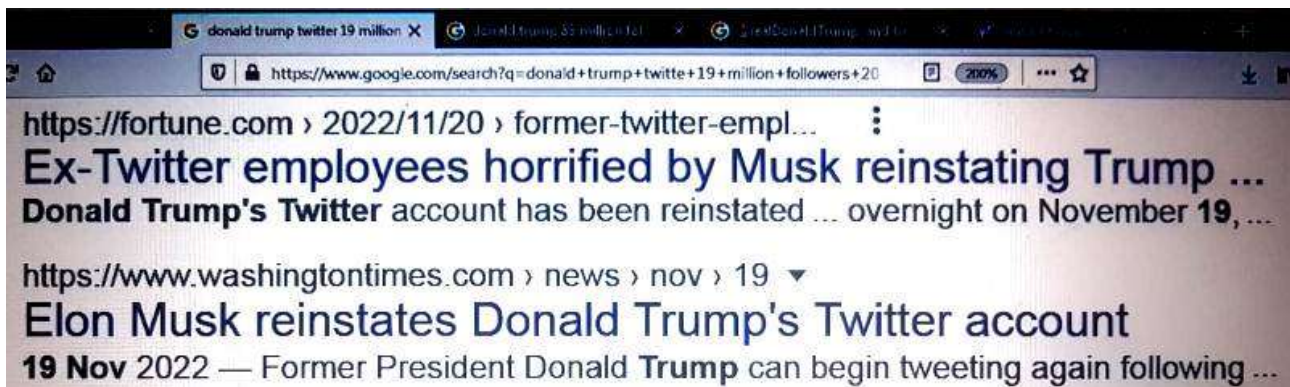 donald trump twitter 19 million
https://www.google.com/search?q=donald+trump+twitte+19+million+followers+20 200%
https://fortune.com › 2022/11/20 › former-twitter-empl...
Ex-Twitter employees horrified by Musk reinstating Trump ...
Donald Trump's Twitter account has been reinstated ... overnight on November 19, ...
https://www.washingtontimes.com › news › nov › 19
Elon Musk reinstates Donald Trump's Twitter account
19 Nov 2022 — Former President Donald Trump can begin tweeting again following ...